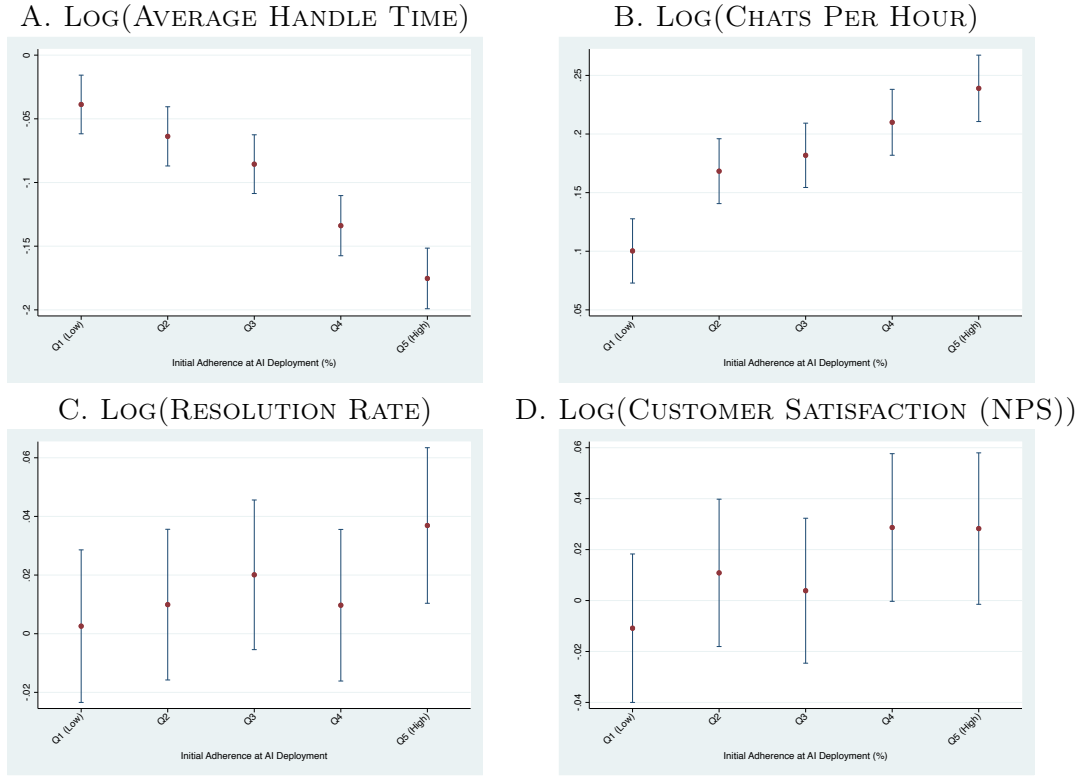 A. Log(Average Handle Time)
0
-.05
-.1
-.15
-.2
Q1 (Low)
Q2
Q3
Q4
Q5 (High)
Initial Adherence at AI Deployment (%)
B. Log(Chats Per Hour)
.25
.2
.15
.1
.05
Q1 (Low)
Q2
Q3
Q4
Q5 (High)
Initial Adherence at AI Deployment (%)
C. Log(Resolution Rate)
.06
.04
.02
0
-.02
Q1 (Low)
Q2
Q3
Q4
Q5 (High)
Initial Adherence at AI Deployment
D. Log(Customer Satisfaction (NPS))
.06
.04
.02
0
-.02
-.04
Q1 (Low)
Q2
Q3
Q4
Q5 (High)
Initial Adherence at AI Deployment (%)